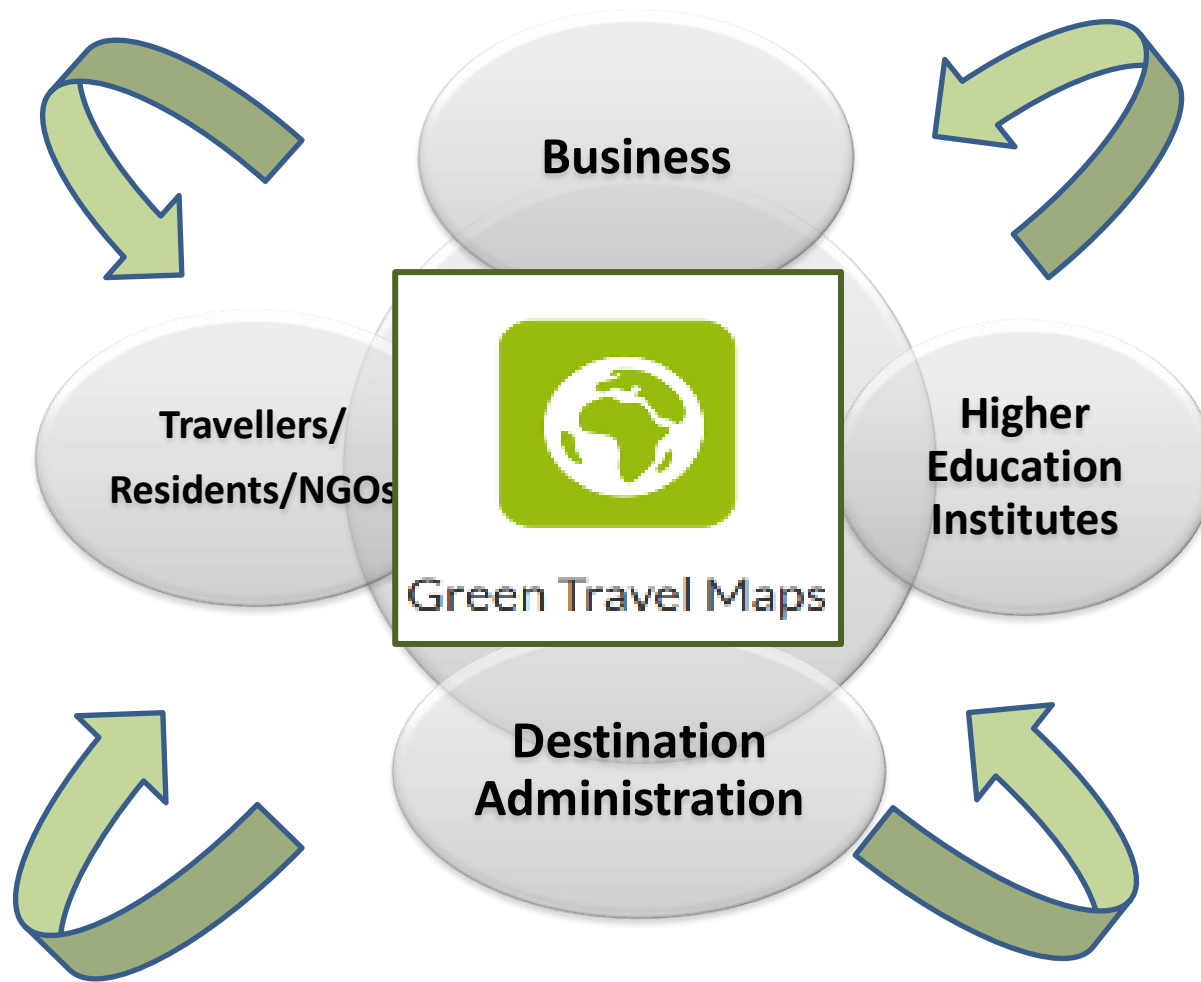 Business
Travellers/
Residents/NGOs
Higher
Education
Institutes
Green Travel Maps
Destination
Administration